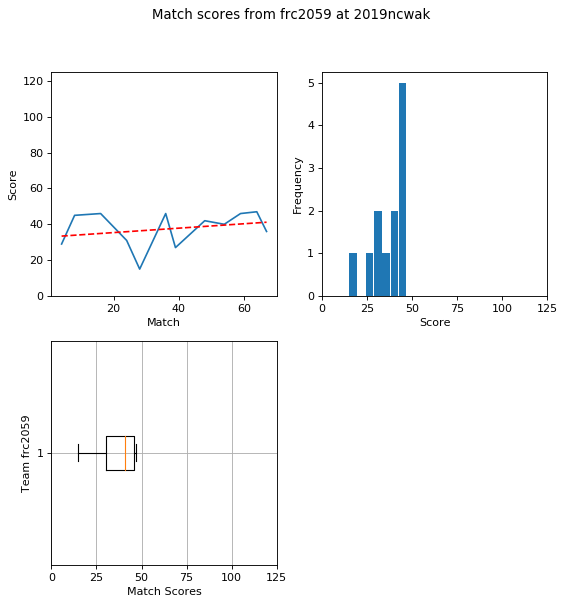 Match scores from frc2059 at 2019ncwak
120
100
80
60
40
20
0
Score
20 40 60
Match
5
4
3
2
1
0
Frequency
0 25 50 75 100 125
Score
1
Team frc2059
0 25 50 75 100 125
Match Scores